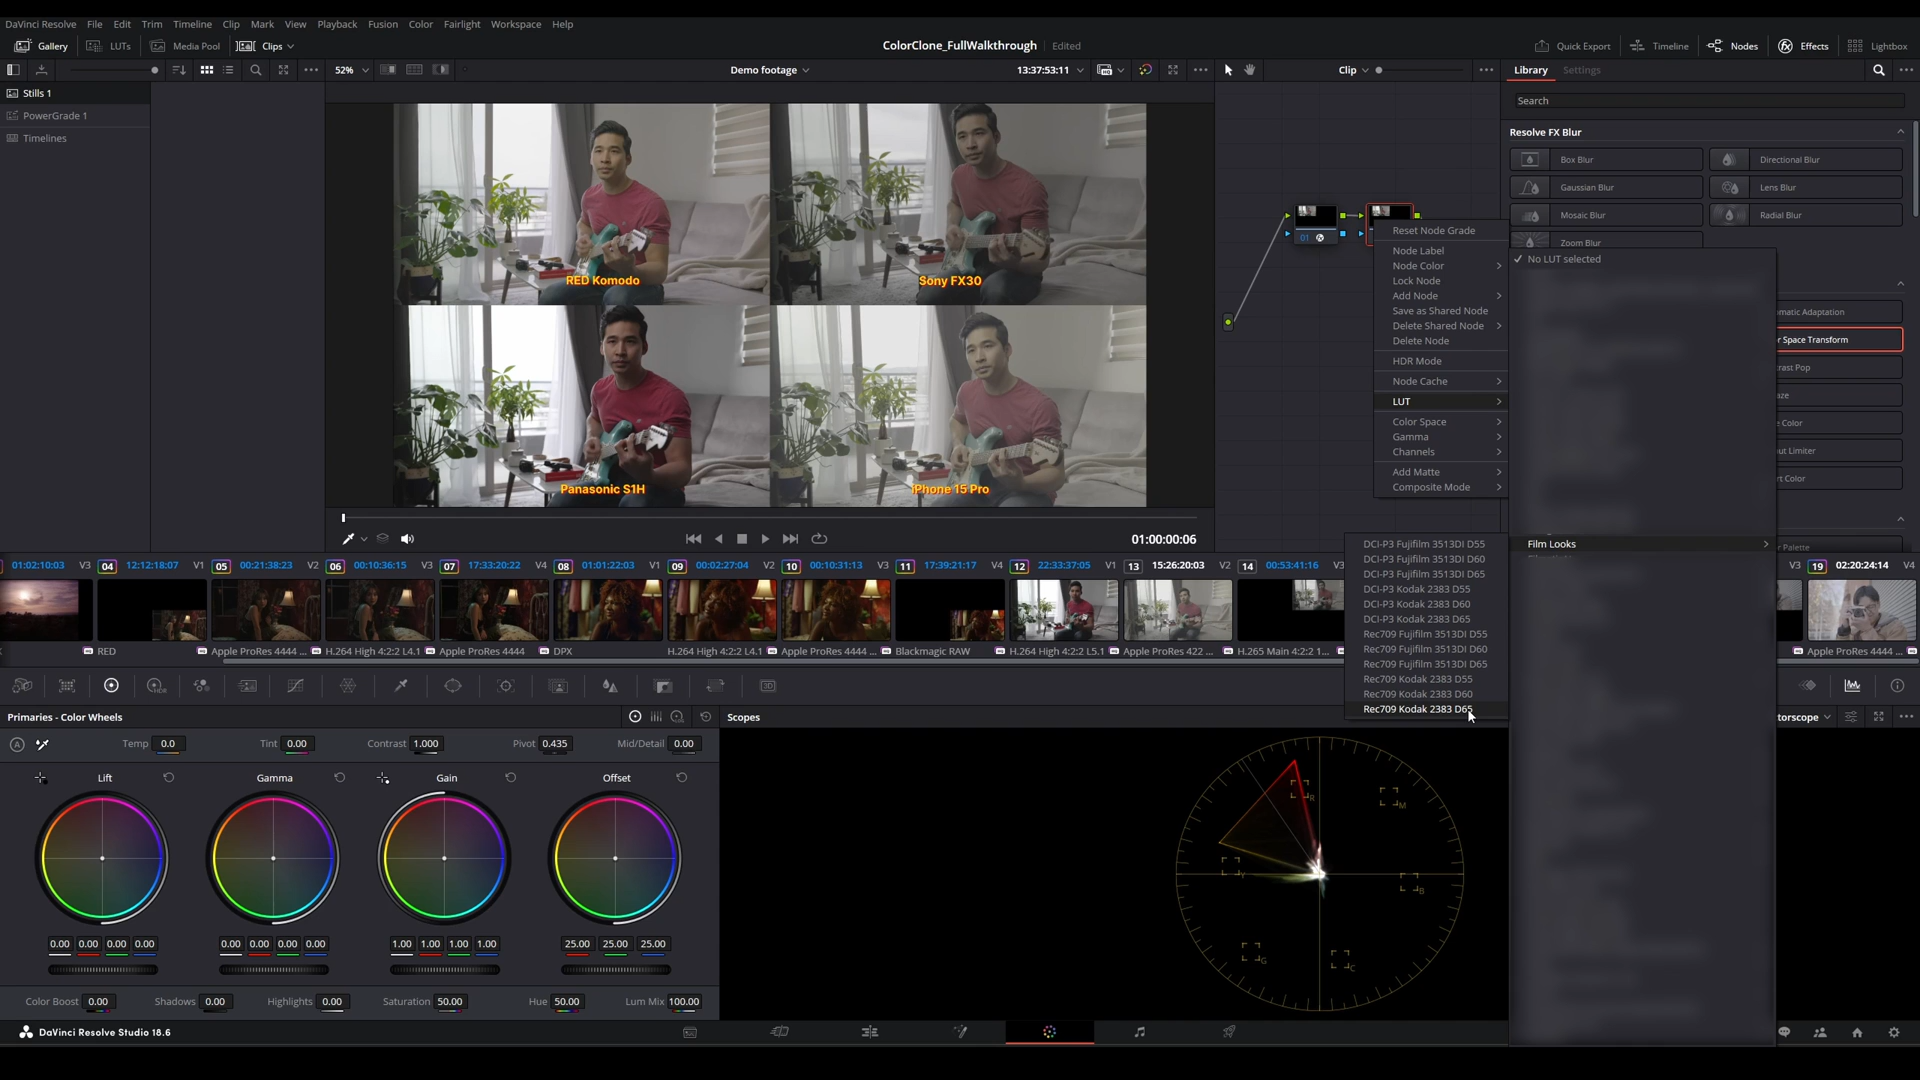 DaVinci Resolve File Edit Trim Timeline Clip Mark View Playback Fusion Color Fairlight Workspace Help
Gallery LUTs Media Pool Clips
ColorClone_FullWalkthrough Edited
Quick Export Timeline Nodes Effects Lightbox
52%
Demo footage
13:37:53:11
Clip
Library Settings
Stills 1
PowerGrade 1
Timelines
Search
Resolve FX Blur
Box Blur Directional Blur
Gaussian Blur Lens Blur
Mosaic Blur Radial Blur
Zoom Blur
RED Komodo
Sony FX30
Panasonic S1H
iPhone 15 Pro
01
Reset Node Grade
Node Label
Node Color
Lock Node
Add Node
Save as Shared Node
Delete Shared Node
Delete Node
HDR Mode
Node Cache
LUT
Color Space
Gamma
Channels
Add Matte
Composite Mode
No LUT selected
Film Looks
omatic Adaptation
r Space Transform
rast Pop
aze
e Color
ut Limiter
rt Color
r Palette
01:00:00:06
DCI-P3 Fujifilm 3513DI D55
DCI-P3 Fujifilm 3513DI D60
DCI-P3 Fujifilm 3513DI D65
DCI-P3 Kodak 2383 D55
DCI-P3 Kodak 2383 D60
DCI-P3 Kodak 2383 D65
Rec709 Fujifilm 3513DI D55
Rec709 Fujifilm 3513DI D60
Rec709 Fujifilm 3513DI D65
Rec709 Kodak 2383 D55
Rec709 Kodak 2383 D60
Rec709 Kodak 2383 D65
01:02:10:03 V3 04 12:12:18:07 V1 05 00:21:38:23 V2 06 00:10:36:15 V3 07 17:33:20:22 V4 08 01:01:22:03 V1 09 00:02:27:04 V2 10 00:10:31:13 V3 11 17:39:21:17 V4 12 22:33:37:05 V1 13 15:26:20:03 V2 14 00:53:41:16 V3 V3 19 02:20:24:14 V4
RED Apple ProRes 4444 ... H.264 High 4:2:2 L4.1 Apple ProRes 4444 DPX H.264 High 4:2:2 L4.1 Apple ProRes 4444 ... Blackmagic RAW H.264 High 4:2:2 L5.1 Apple ProRes 422 ... H.265 Main 4:2:2 1... Apple ProRes 4444 ...
Primaries - Color Wheels
Scopes
torscope
Temp 0.0 Tint 0.00 Contrast 1.000 Pivot 0.435 Mid/Detail 0.00
Lift Gamma Gain Offset
0.00 0.00 0.00 0.00 0.00 0.00 0.00 0.00 1.00 1.00 1.00 1.00 25.00 25.00 25.00
Color Boost 0.00 Shadows 0.00 Highlights 0.00 Saturation 50.00 Hue 50.00 Lum Mix 100.00
R
M
Y
B
G
C
DaVinci Resolve Studio 18.6